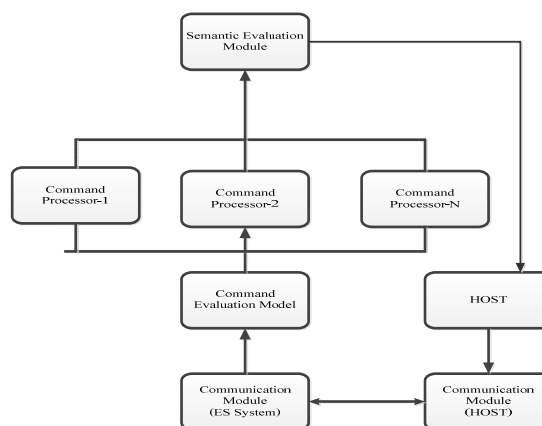 Semantic Evaluation
Module
Command
Processor-1
Command
Processor-2
Command
Processor-N
Command
Evaluation Model
HOST
Communication
Module
(ES System)
Communication
Module
(HOST)